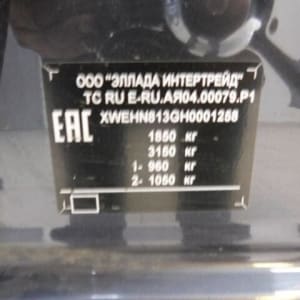 ООО "ЭЛЛАДА ИНТЕРТРЕЙД"
ТС RU E-RU.АЯ04.00079.Р1
EAC XWEHN813GH0001258
1850 кг
3150 кг
1- 960 кг
2- 1050 кг